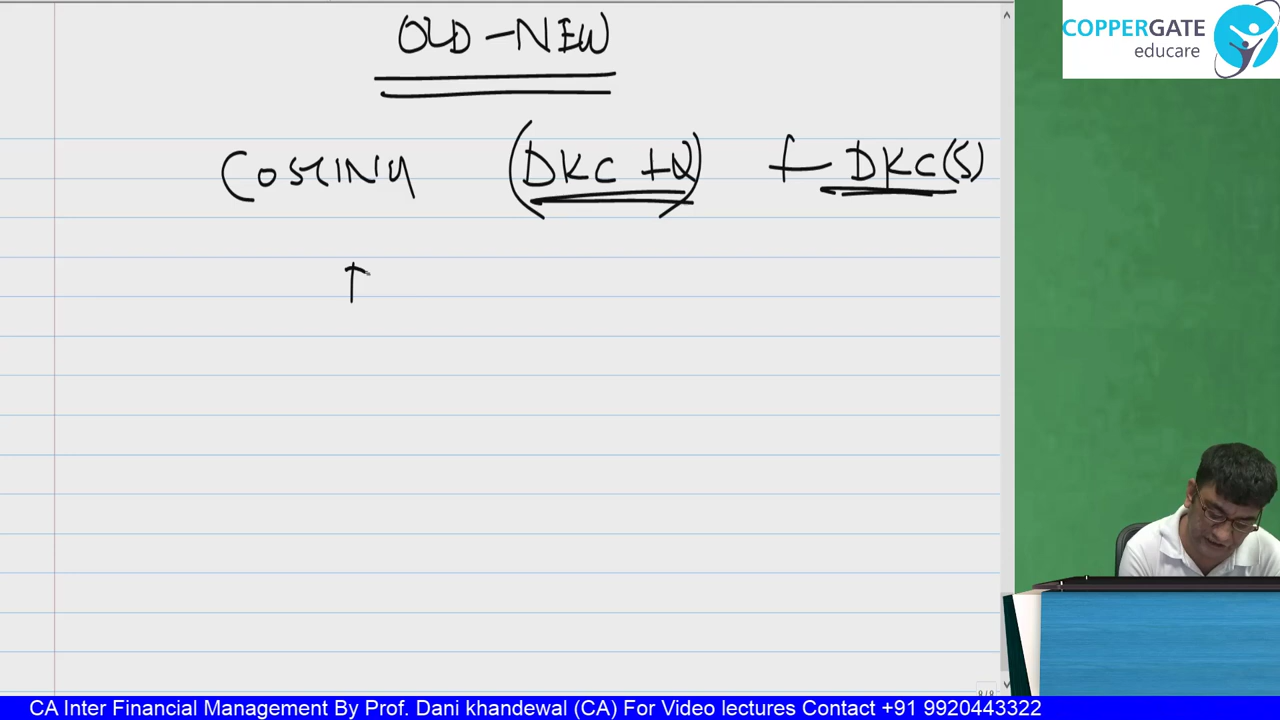 OLD - NEW
COSTING (DKC + Q) f DKC(S)
COPPERGATE
educare
CA Inter Financial Management By Prof. Dani khandewal (CA) For Video lectures Contact +91 9920443322